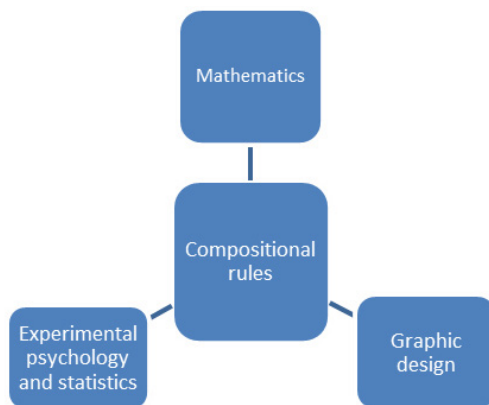 Mathematics
Compositional
rules
Experimental
psychology
and statistics
Graphic
design